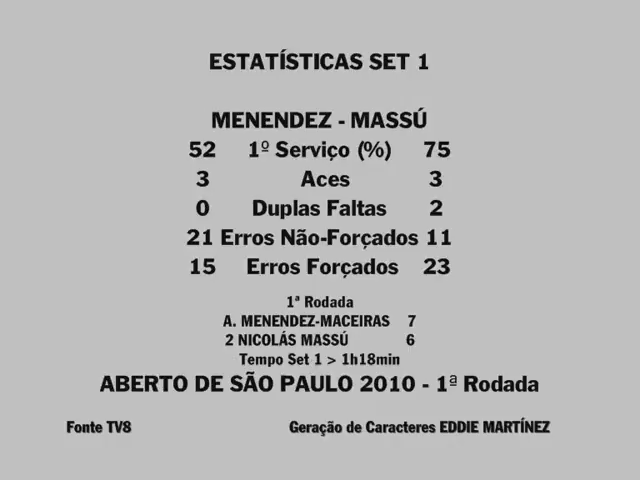 ESTATÍSTICAS SET 1
MENENDEZ - MASSÚ
52 1º Serviço (%) 75
3 Aces 3
0 Duplas Faltas 2
21 Erros Não-Forçados 11
15 Erros Forçados 23
1ª Rodada
A. MENENDEZ-MACEIRAS 7
2 NICOLÁS MASSÚ 6
Tempo Set 1 > 1h18min
ABERTO DE SÃO PAULO 2010 - 1ª Rodada
Fonte TV8 Geração de Caracteres EDDIE MARTÍNEZ